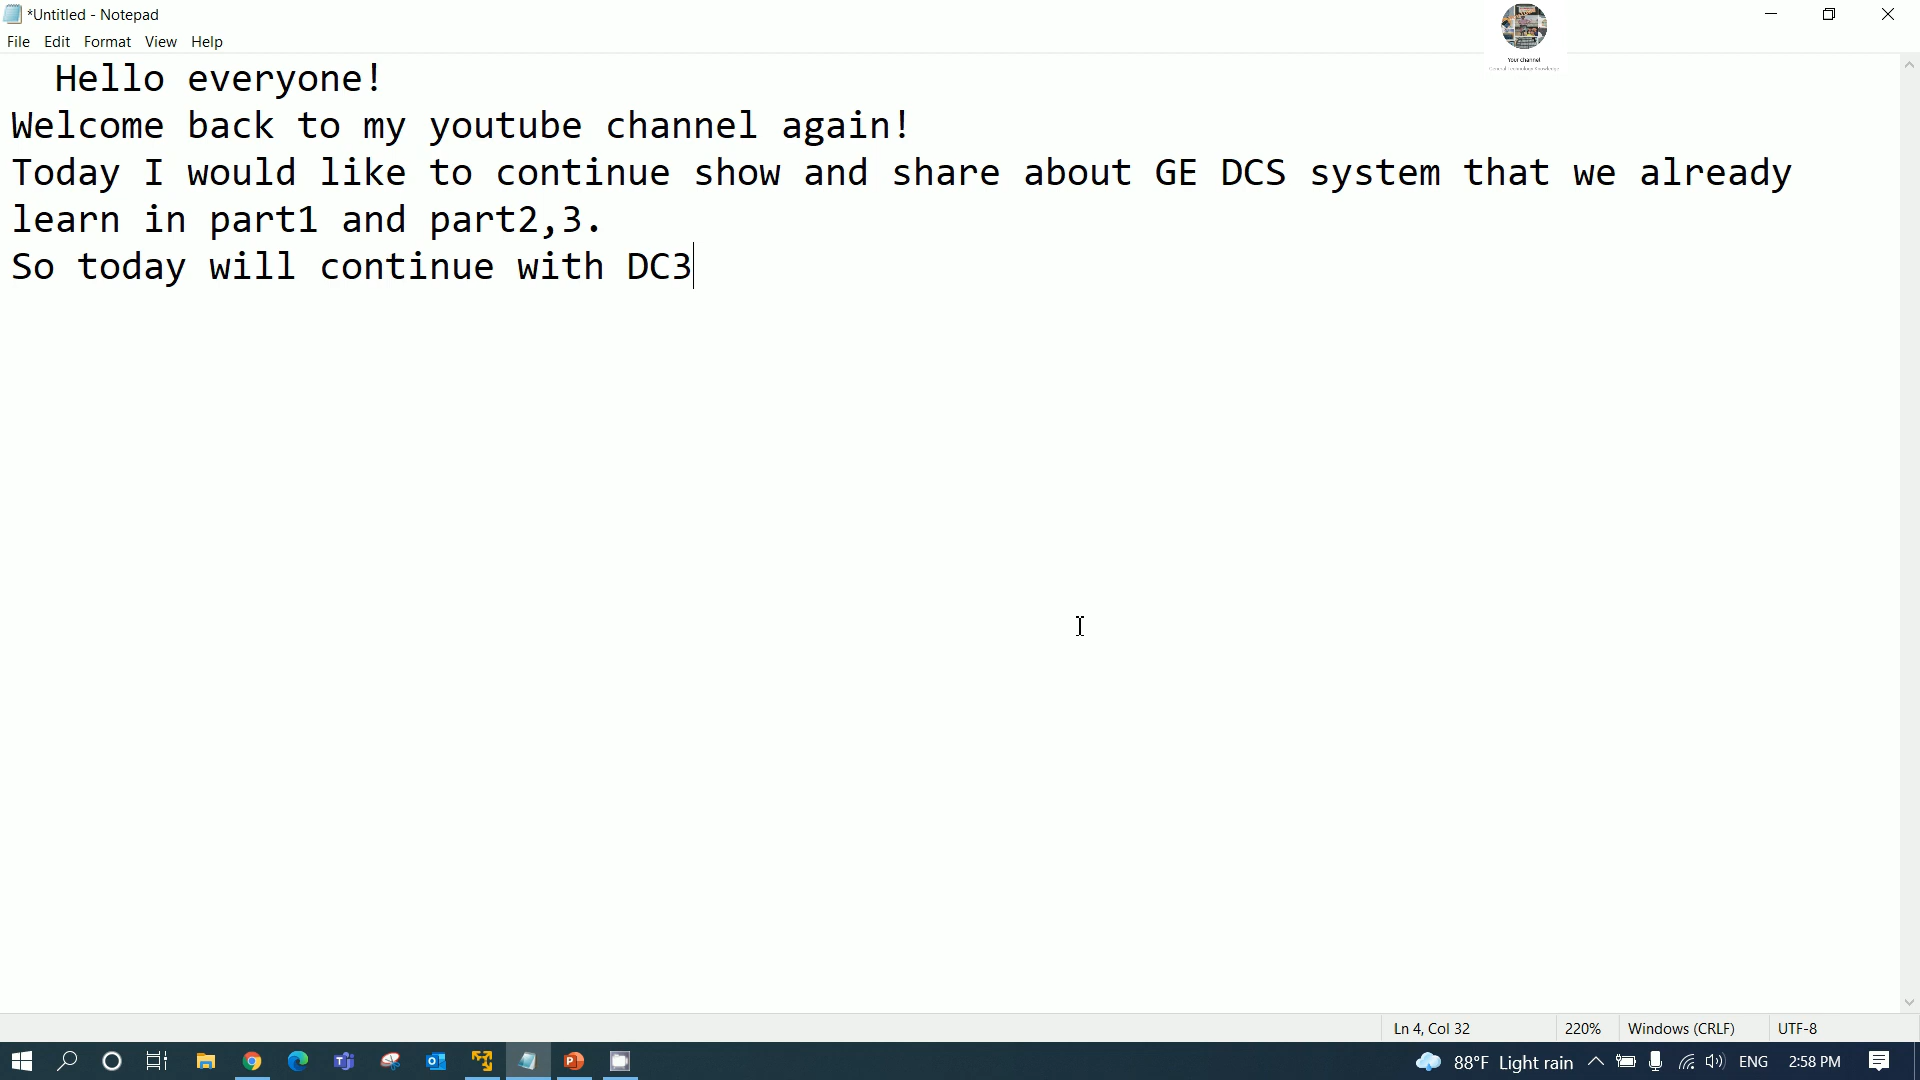 *Untitled - Notepad
File Edit Format View Help
Your channel
Hello everyone!
Welcome back to my youtube channel again!
Today I would like to continue show and share about GE DCS system that we already
learn in part1 and part2,3.
So today will continue with DC3
Ln 4, Col 32 220% Windows (CRLF) UTF-8
88°F Light rain ENG 2:58 PM